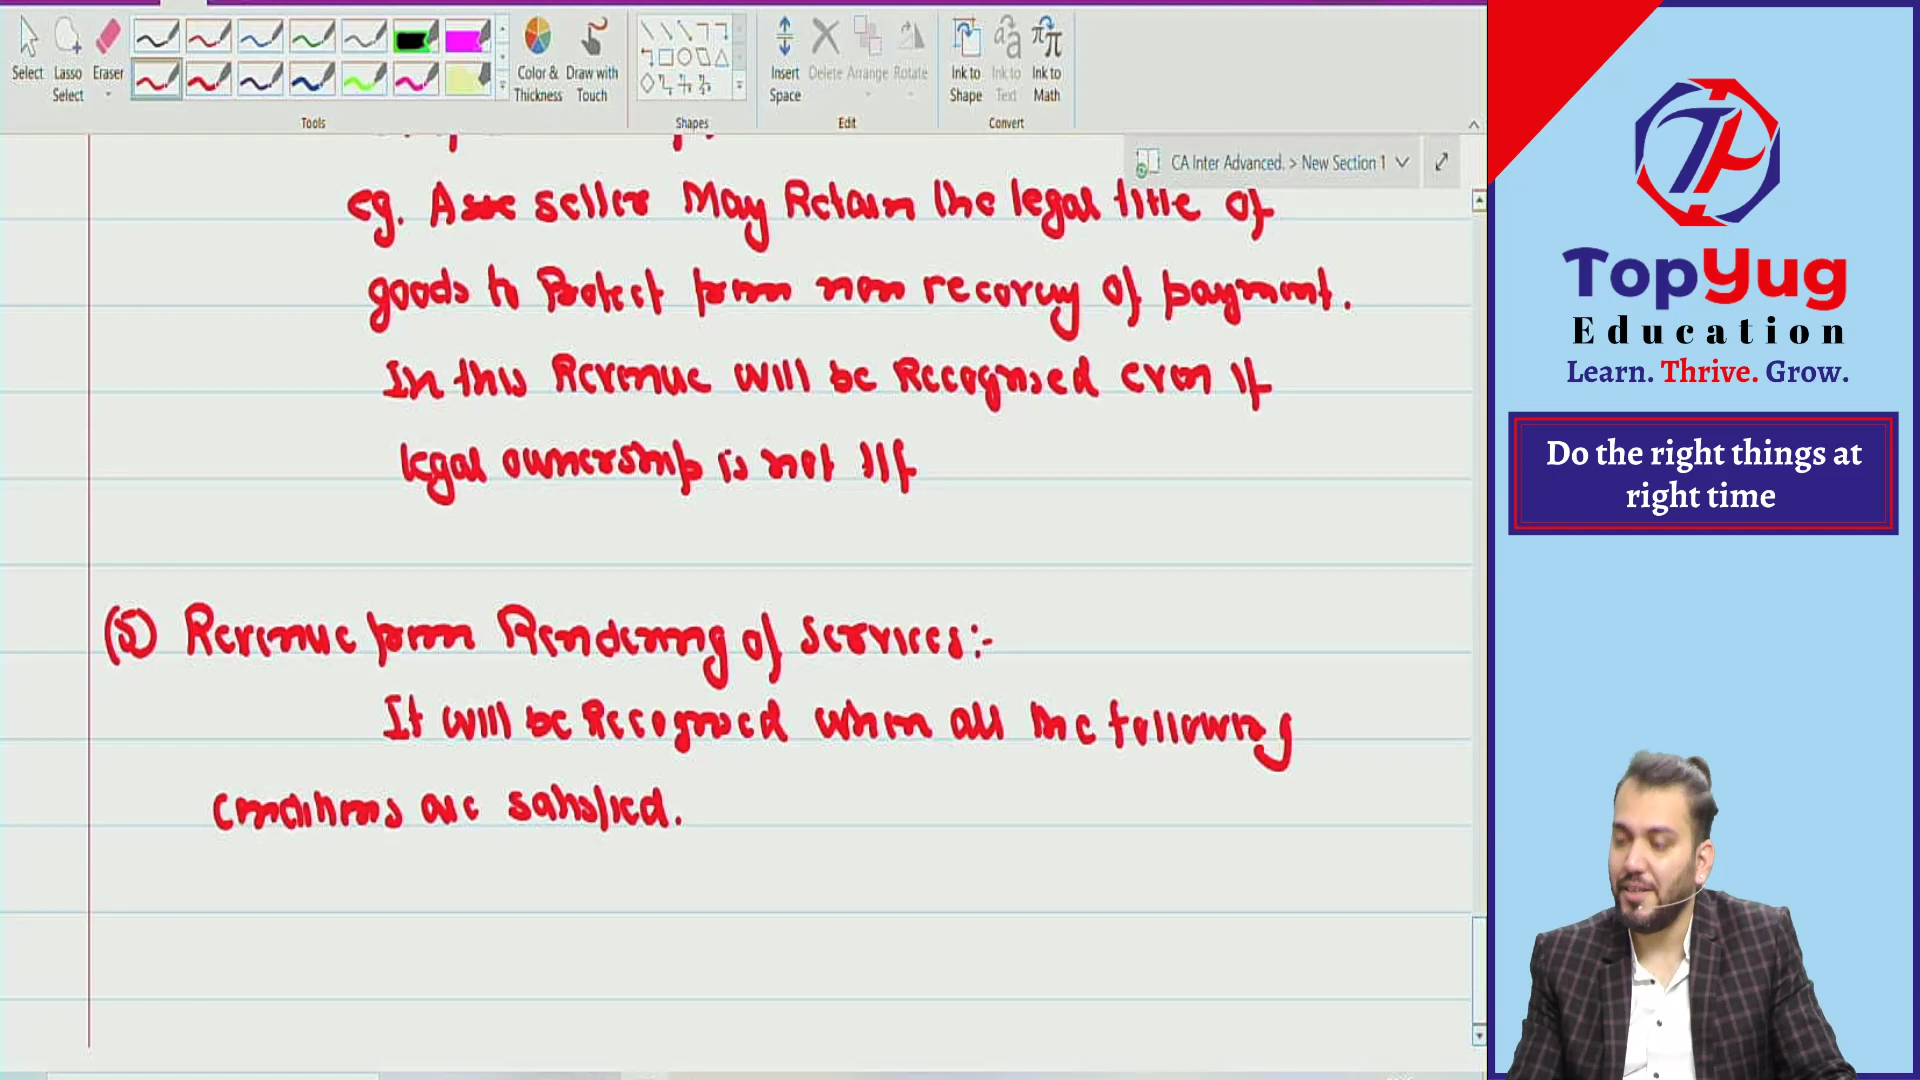 Select
Lasso
Select
Eraser
Color &
Thickness
Draw with
Touch
Insert
Space
Delete
Arrange
Rotate
Ink to
Shape
Ink to
Text
Ink to
Math
Tools
Shapes
Edit
Convert
CA Inter Advanced. > New Section 1
eg. A seller May Retain the legal title of
goods to Protect from non recovery of payment.
In this Revenue will be Recognised even if
legal ownership is not t/f
(5) Revenue from Rendering of Services:-
It will be Recognised when all the following
conditions are satisfied.
TopYug
Education
Learn. Thrive. Grow.
Do the right things at
right time